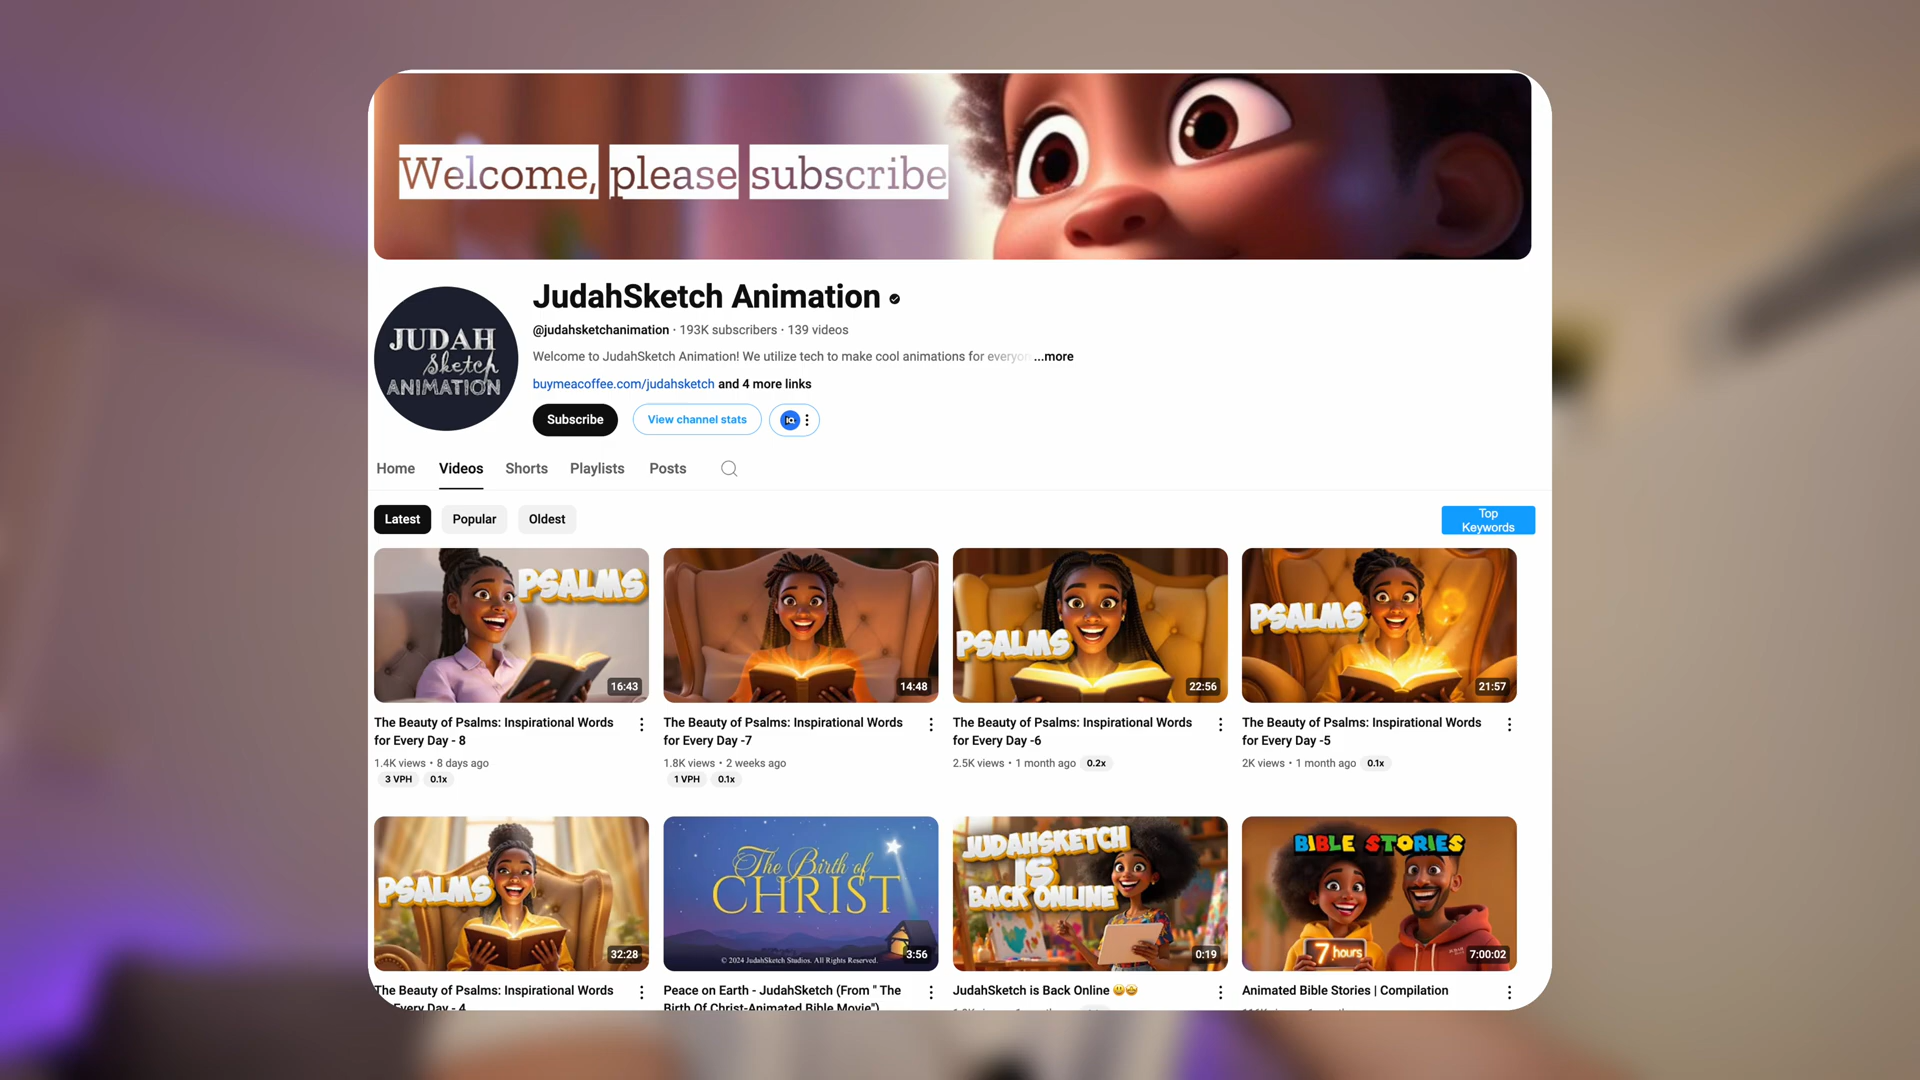 Welcome, please subscribe
JUDAH
Sketch
ANIMATION
JudahSketch Animation
@judahsketchanimation · 193K subscribers · 139 videos
Welcome to JudahSketch Animation! We utilize tech to make cool animations for everyon ...more
buymeacoffee.com/judahsketch and 4 more links
Subscribe
View channel stats
Home
Videos
Shorts
Playlists
Posts
Latest
Popular
Oldest
Top
Keywords
PSALMS
16:43
14:48
PSALMS
22:56
PSALMS
21:57
The Beauty of Psalms: Inspirational Words
for Every Day - 8
1.4K views • 8 days ago
3 VPH 0.1x
The Beauty of Psalms: Inspirational Words
for Every Day -7
1.8K views • 2 weeks ago
1 VPH 0.1x
The Beauty of Psalms: Inspirational Words
for Every Day -6
2.5K views • 1 month ago 0.2x
The Beauty of Psalms: Inspirational Words
for Every Day -5
2K views • 1 month ago 0.1x
PSALMS
32:28
The Birth of
CHRIST
© 2024 JudahSketch Studios. All Rights Reserved.
3:56
JUDAHSKETCH
IS
BACK ONLINE
0:19
BIBLE STORIES
7 hours
7:00:02
The Beauty of Psalms: Inspirational Words
Every Day - 4
Peace on Earth - JudahSketch (From " The
Birth Of Christ-Animated Bible Movie")
JudahSketch is Back Online 😃🤩
Animated Bible Stories | Compilation